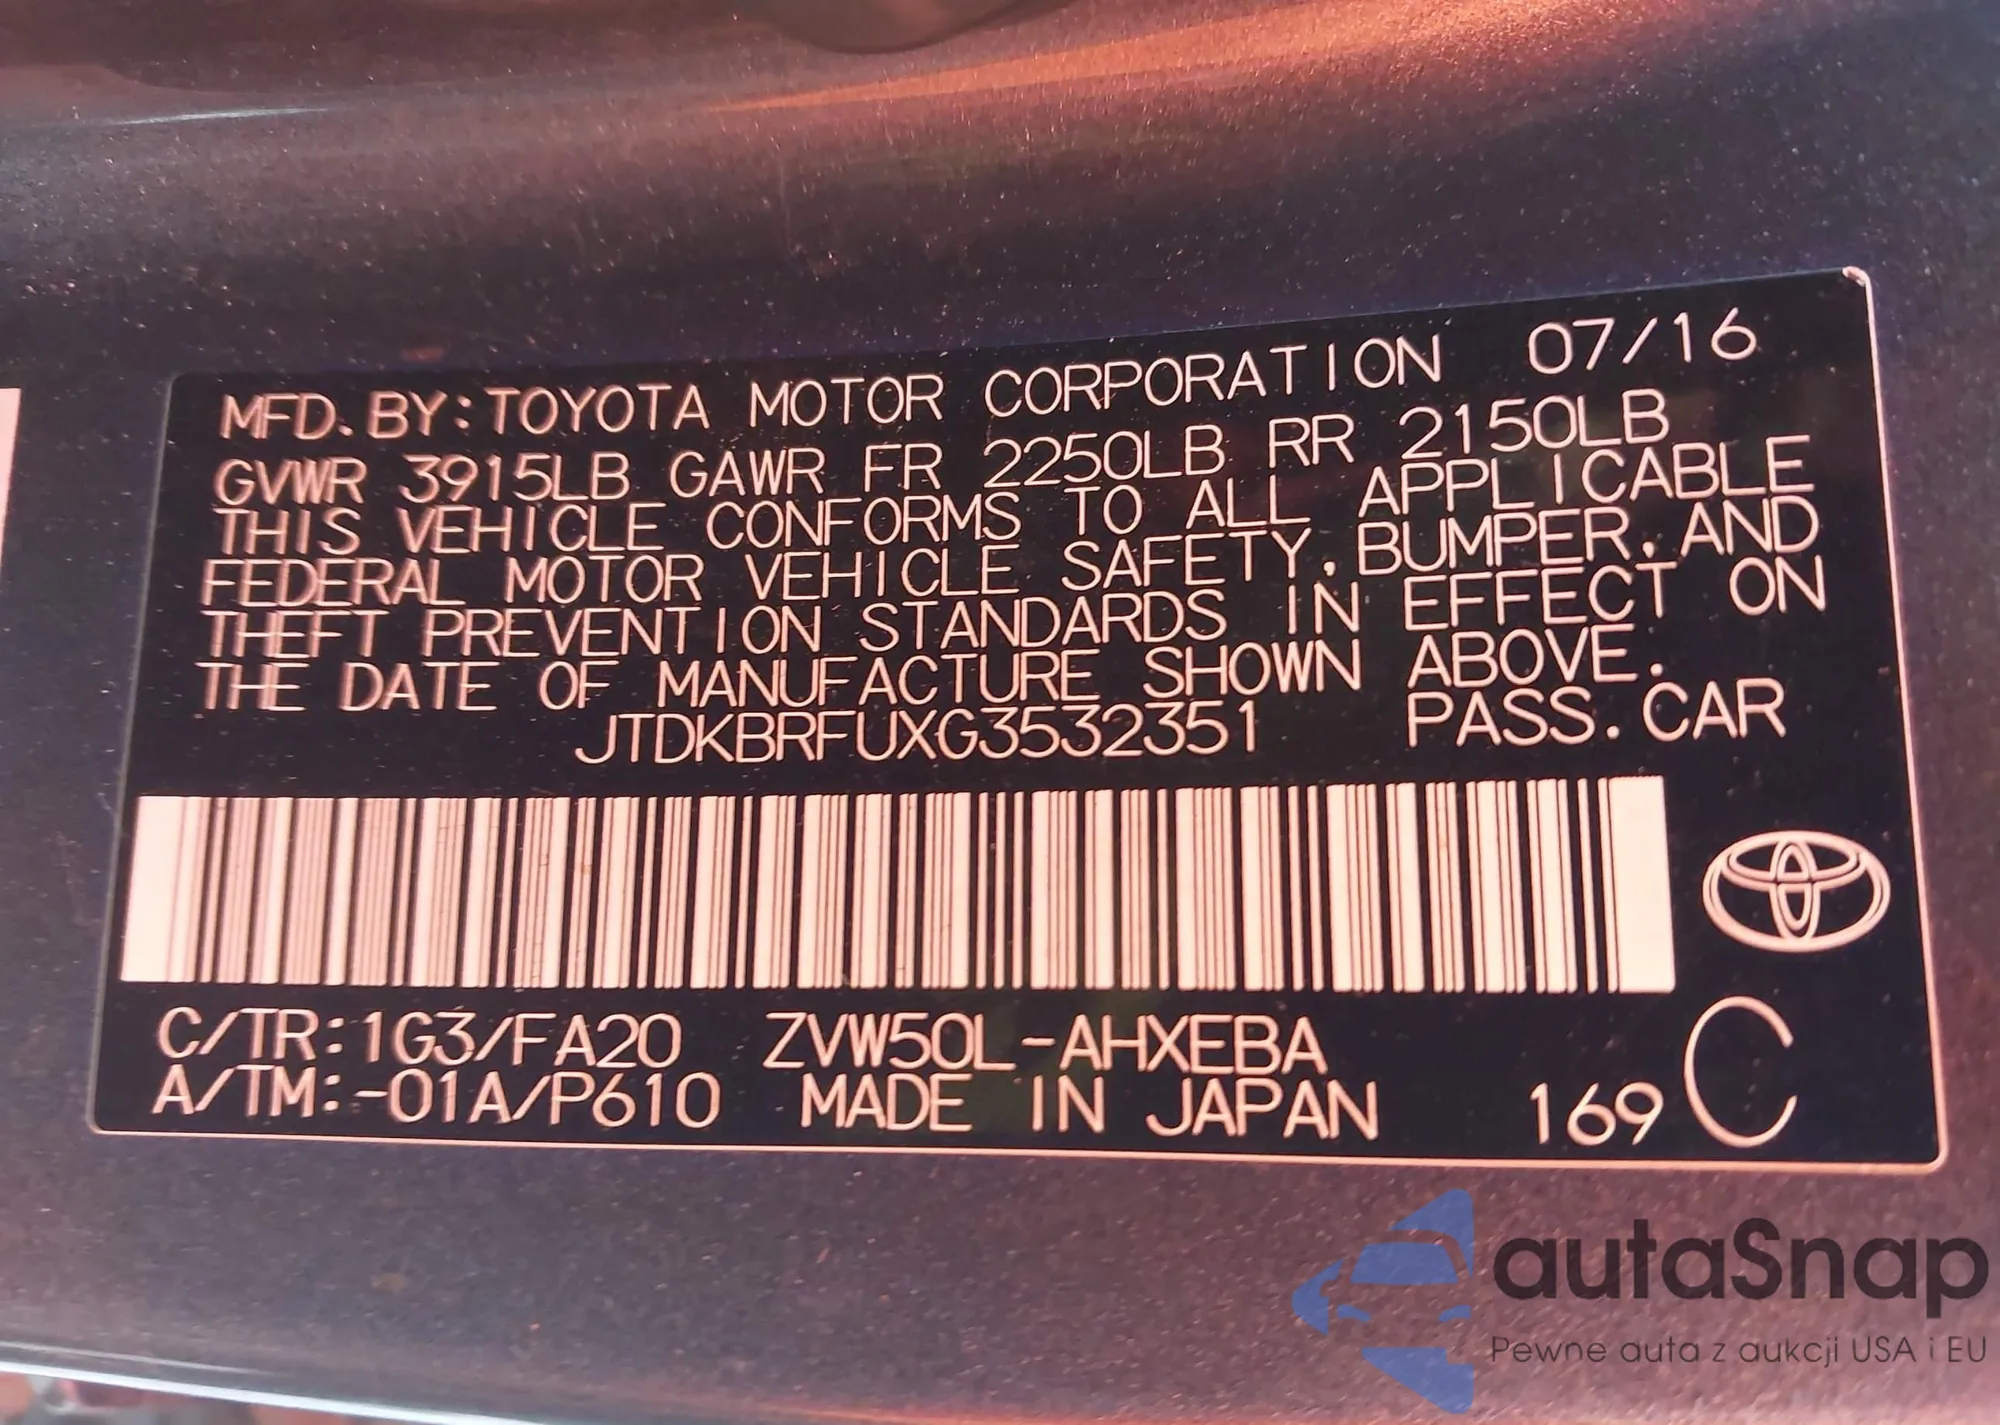 MFD.BY:TOYOTA MOTOR CORPORATION 07/16
GVWR 3915LB GAWR FR 2250LB RR 2150LB
THIS VEHICLE CONFORMS TO ALL APPLICABLE
FEDERAL MOTOR VEHICLE SAFETY,BUMPER,AND
THEFT PREVENTION STANDARDS IN EFFECT ON
THE DATE OF MANUFACTURE SHOWN ABOVE.
JTDKBRFUXG3532351 PASS.CAR
C/TR:1G3/FA20 ZVW50L-AHXEBA
A/TM:-01A/P610 MADE IN JAPAN 169 C
autaSnap
Pewne auta z aukcji USA i EU